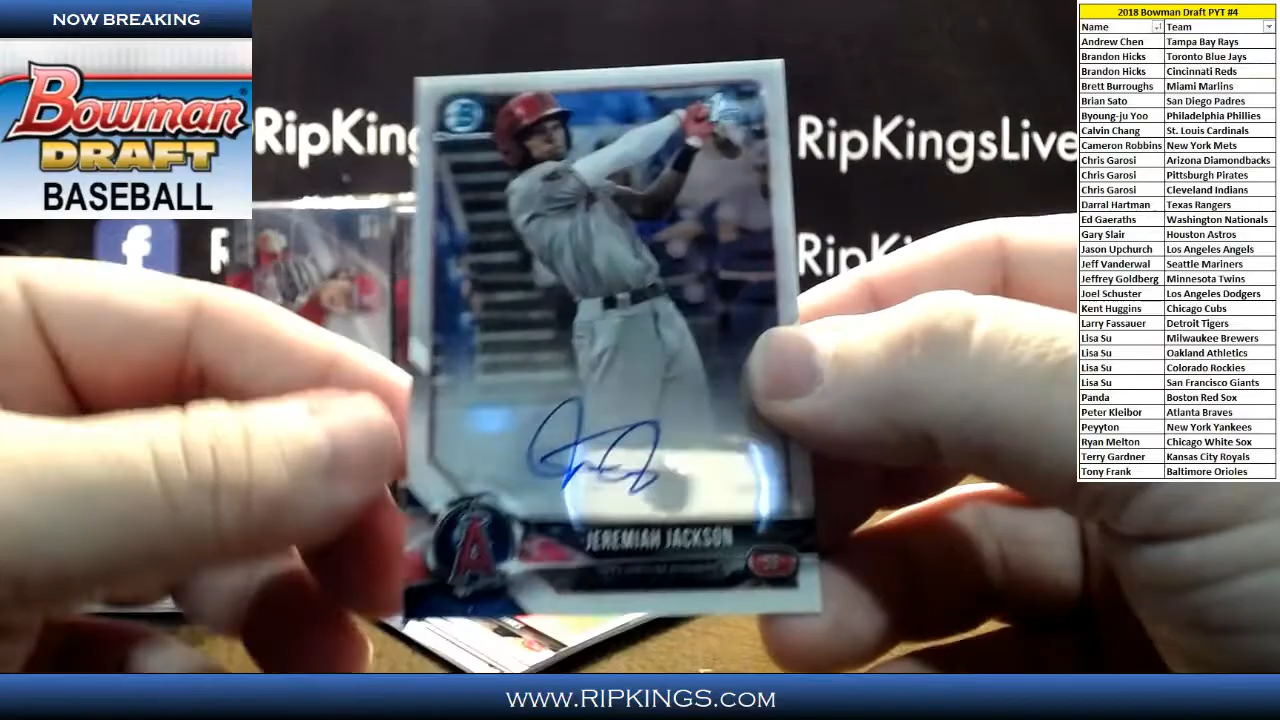 NOW BREAKING
Bowman
DRAFT
BASEBALL
RipKing
RipKingsLive
RipKi
f
R
JEREMIAH JACKSON
A
2018 Bowman Draft PYT #4
Name Team
Andrew Chen Tampa Bay Rays
Brandon Hicks Toronto Blue Jays
Brandon Hicks Cincinnati Reds
Brett Burroughs Miami Marlins
Brian Sato San Diego Padres
Byoung-ju Yoo Philadelphia Phillies
Calvin Chang St. Louis Cardinals
Cameron Robbins New York Mets
Chris Garosi Arizona Diamondbacks
Chris Garosi Pittsburgh Pirates
Chris Garosi Cleveland Indians
Darral Hartman Texas Rangers
Ed Gaeraths Washington Nationals
Gary Slair Houston Astros
Jason Upchurch Los Angeles Angels
Jeff Vanderwal Seattle Mariners
Jeffrey Goldberg Minnesota Twins
Joel Schuster Los Angeles Dodgers
Kent Huggins Chicago Cubs
Larry Fassauer Detroit Tigers
Lisa Su Milwaukee Brewers
Lisa Su Oakland Athletics
Lisa Su Colorado Rockies
Lisa Su San Francisco Giants
Panda Boston Red Sox
Peter Kleibor Atlanta Braves
Peyyton New York Yankees
Ryan Melton Chicago White Sox
Terry Gardner Kansas City Royals
Tony Frank Baltimore Orioles
WWW.RIPKINGS.COM